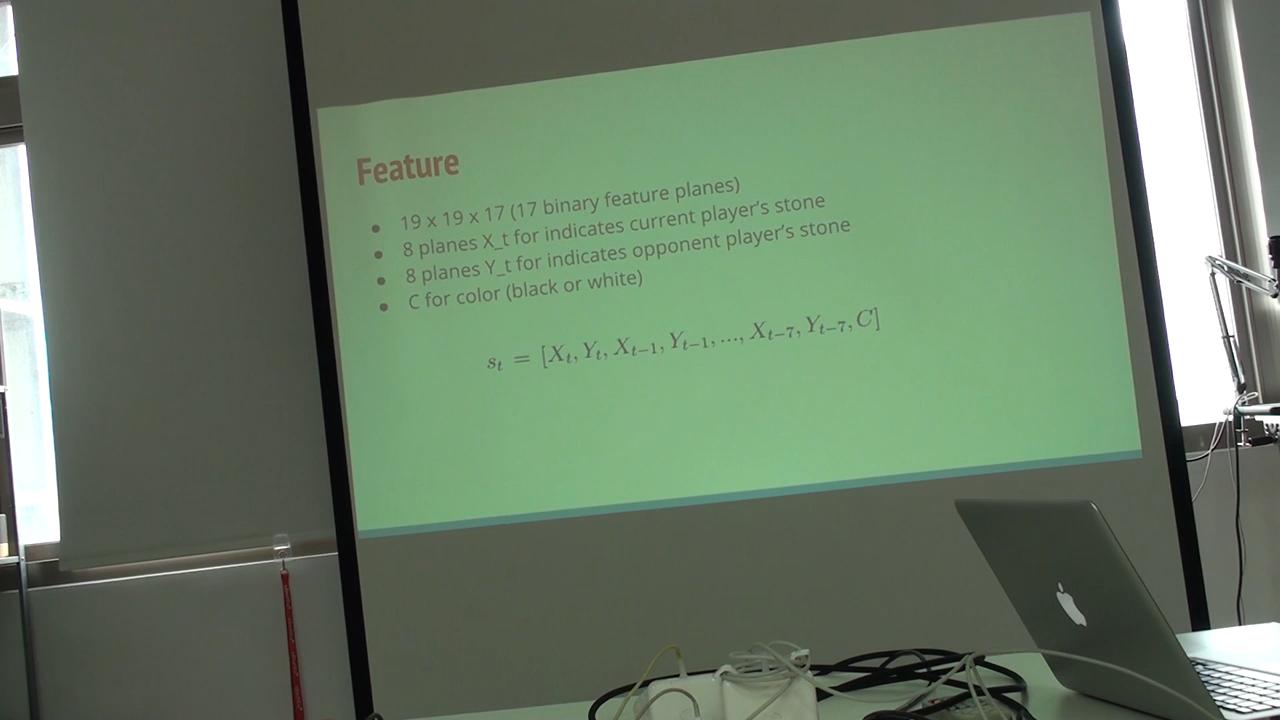 Feature
● 19 x 19 x 17 (17 binary feature planes)
● 8 planes X_t for indicates current player's stone
● 8 planes Y_t for indicates opponent player's stone
● C for color (black or white)
s_t = [X_t, Y_t, X_{t−1}, Y_{t−1}, ..., X_{t−7}, Y_{t−7}, C]